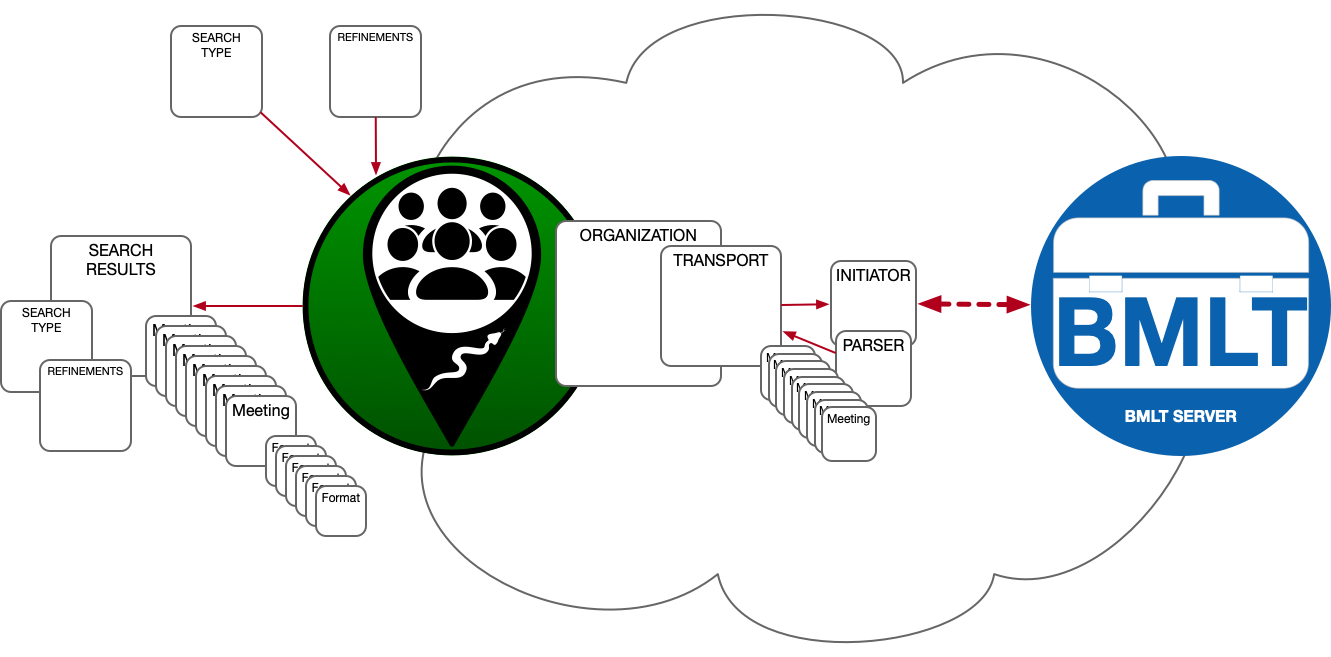 SEARCH
TYPE
REFINEMENTS
SEARCH
RESULTS
SEARCH
TYPE
REFINEMENTS
Meeting
Format
ORGANIZATION
TRANSPORT
INITIATOR
PARSER
Meeting
BMLT
BMLT SERVER